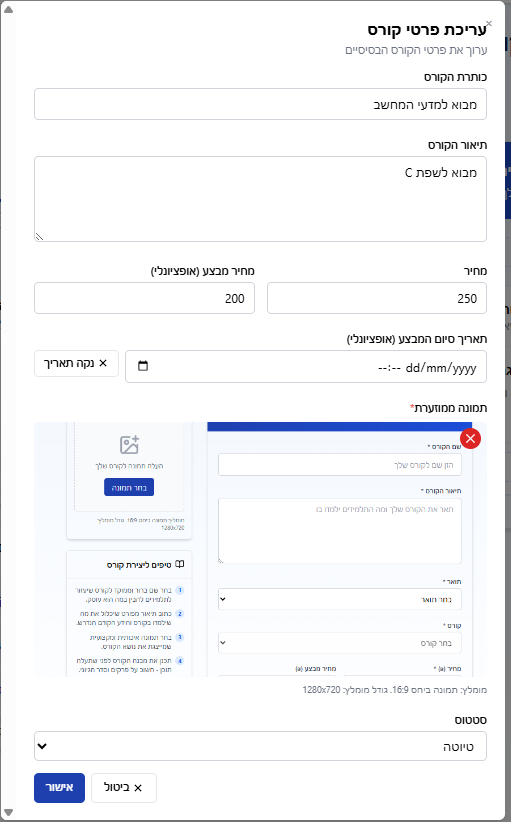 עריכת פרטי קורס
ערוך את פרטי הקורס הבסיסיים
כותרת הקורס
מבוא למדעי המחשב
תיאור הקורס
מבוא לשפת C
מחיר
מחיר מבצע (אופציונלי)
250
200
תאריך סיום המבצע (אופציונלי)
dd/mm/yyyy --:--
× נקה תאריך
תמונה ממוזערת*
שם הקורס *
הזן שם לקורס שלך
תיאור הקורס *
תאר את הקורס שלך ומה התלמידים ילמדו בו
תואר *
בחר תואר
קורס *
בחר קורס
מחיר (₪) *
מחיר מבצע (₪)
העלה תמונה לקורס שלך
בחר תמונה
מומלץ: תמונה ביחס 16:9. גודל מומלץ:
1280x720
טיפים ליצירת קורס
1 בחר שם ברור וממוקד לקורס שיעזור
לתלמידים להבין במה הוא עוסק.
2 כתוב תיאור מפורט שיכלול את מה
שילמדו בקורס והידע הקודם הנדרש.
3 בחר תמונה איכותית ומקצועית
שמייצגת את נושא הקורס.
4 תכנן את מבנה הקורס לפני שתעלה
תוכן - חשוב על פרקים וסדר הגיוני.
מומלץ: תמונה ביחס 16:9. גודל מומלץ: 1280x720
סטטוס
טיוטה
× ביטול
אישור